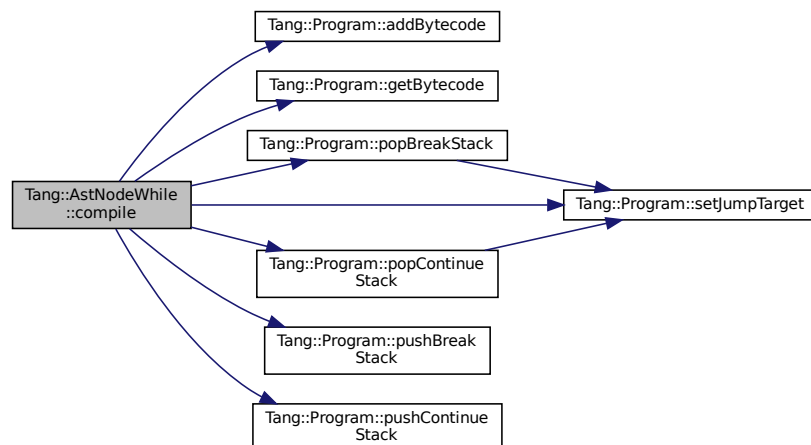 Tang::Program::addBytecode
Tang::Program::getBytecode
Tang::Program::popBreakStack
Tang::AstNodeWhile
::compile
Tang::Program::setJumpTarget
Tang::Program::popContinue
Stack
Tang::Program::pushBreak
Stack
Tang::Program::pushContinue
Stack